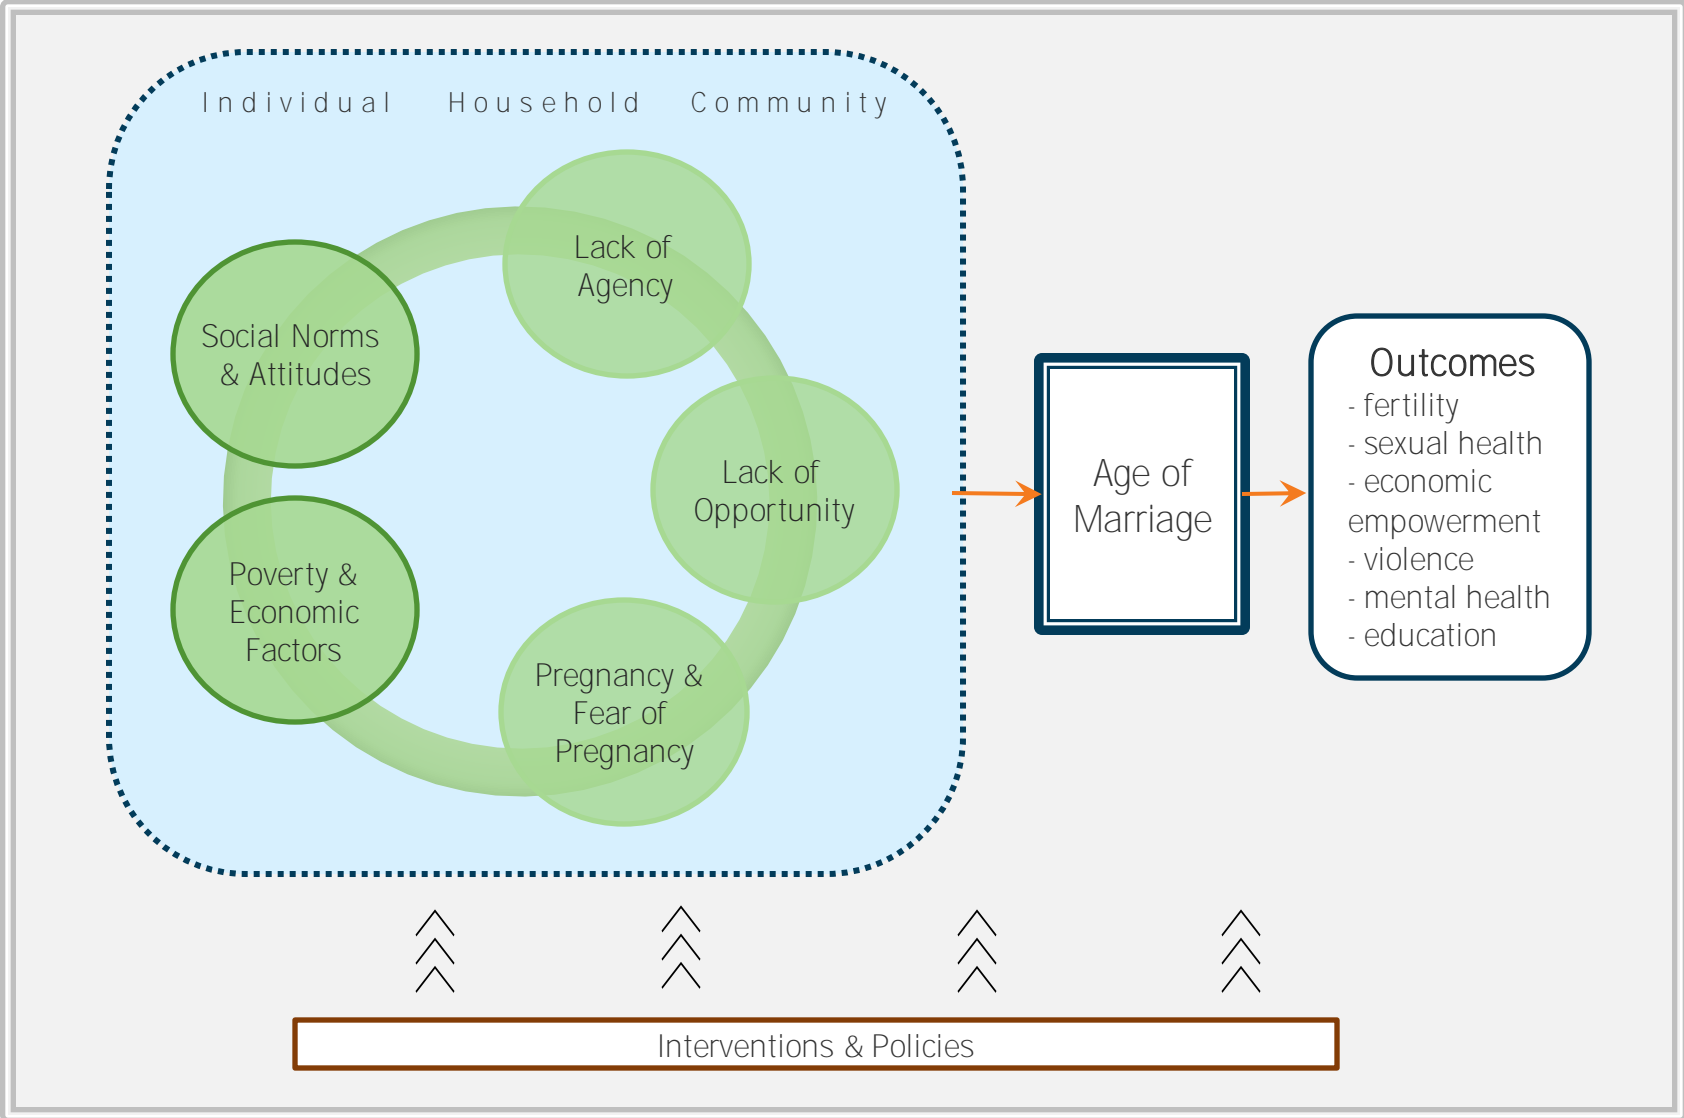 Individual Household Community
Lack of
Agency
Social Norms
& Attitudes
Lack of
Opportunity
Poverty &
Economic
Factors
Pregnancy &
Fear of
Pregnancy
Age of
Marriage
Outcomes
- fertility
- sexual health
- economic
empowerment
- violence
- mental health
- education
Interventions & Policies